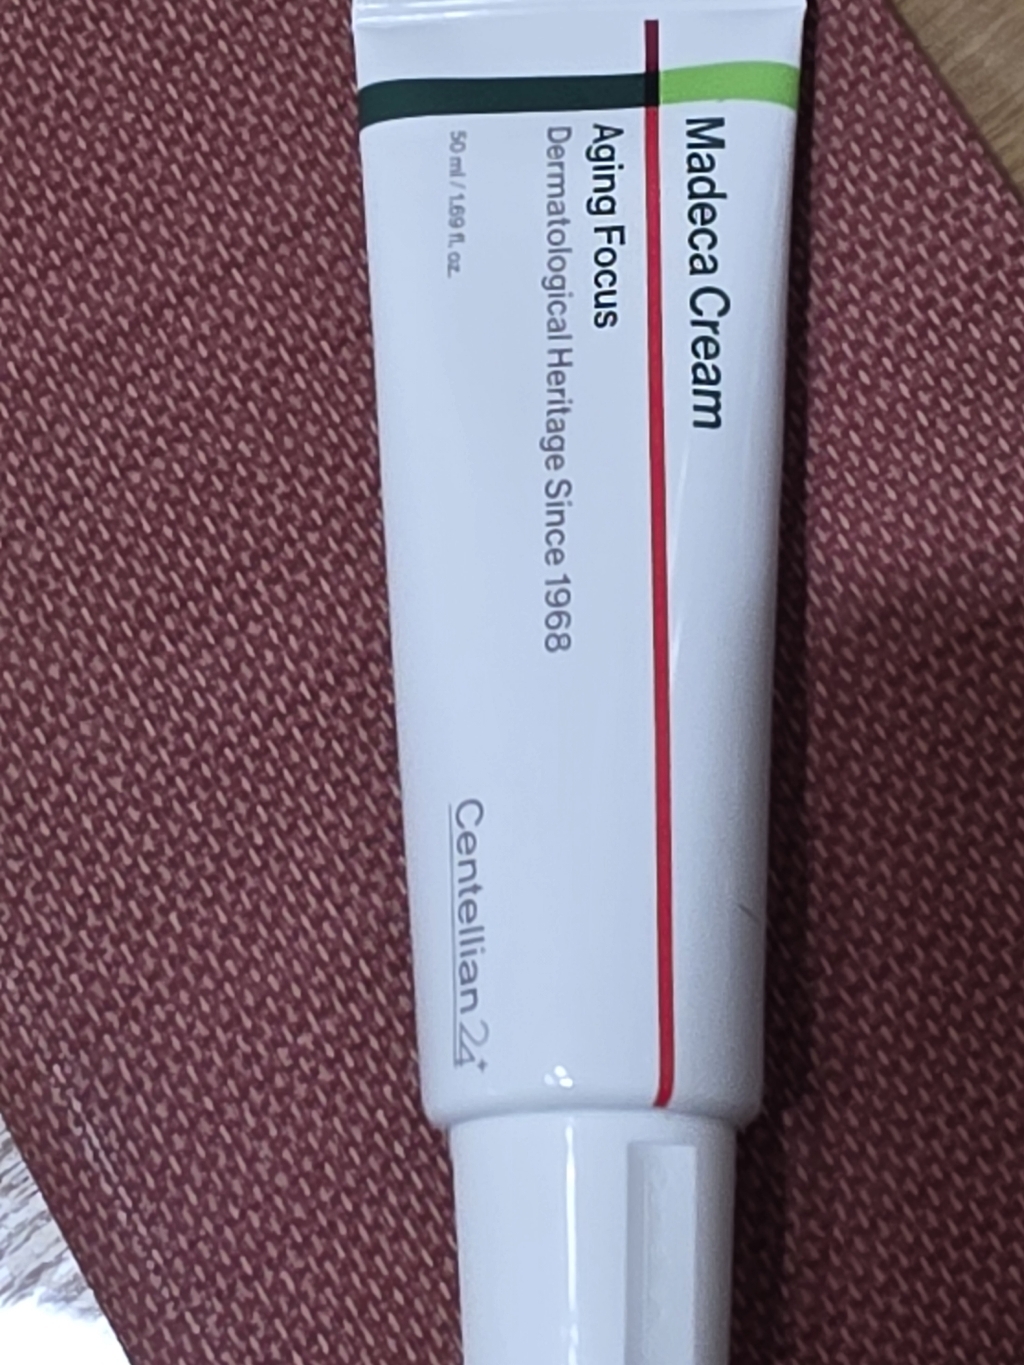 Madeca Cream
Aging Focus
Dermatological Heritage Since 1968
50 ml / 1.69 fl. oz.
Centellian 24+